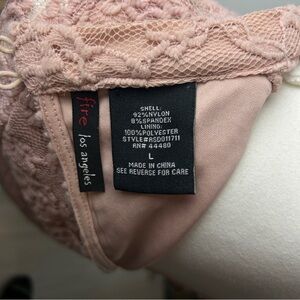 fire
los angeles
SHELL:
92%NYLON
8%SPANDEX
LINING:
100%POLYESTER
STYLE#RSD011711
RN# 44480
L
MADE IN CHINA
SEE REVERSE FOR CARE